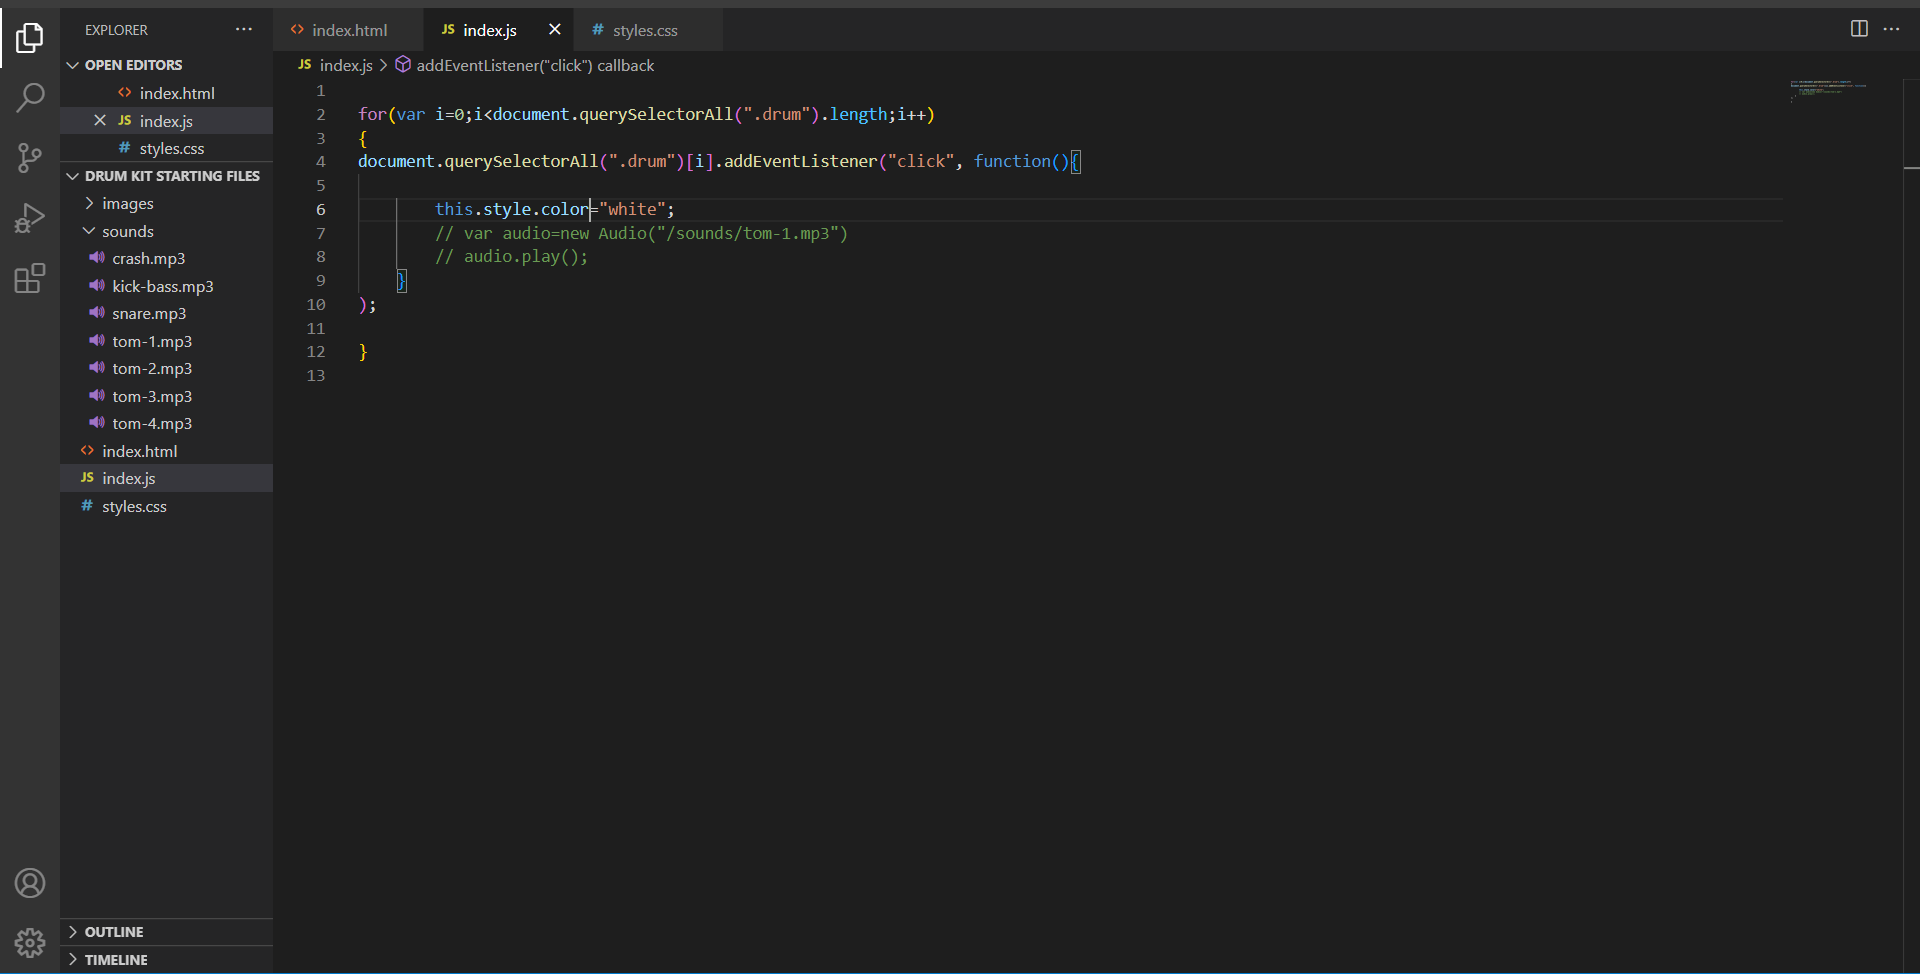 EXPLORER
OPEN EDITORS
index.html
JS index.js
# styles.css
DRUM KIT STARTING FILES
images
sounds
crash.mp3
kick-bass.mp3
snare.mp3
tom-1.mp3
tom-2.mp3
tom-3.mp3
tom-4.mp3
index.html
JS index.js
# styles.css
OUTLINE
TIMELINE
index.html JS index.js # styles.css
JS index.js > addEventListener("click") callback
1
2 for(var i=0;i<document.querySelectorAll(".drum").length;i++)
3 {
4 document.querySelectorAll(".drum")[i].addEventListener("click", function(){
5
6 this.style.color="white";
7 // var audio=new Audio("/sounds/tom-1.mp3")
8 // audio.play();
9 }
10 );
11
12 }
13